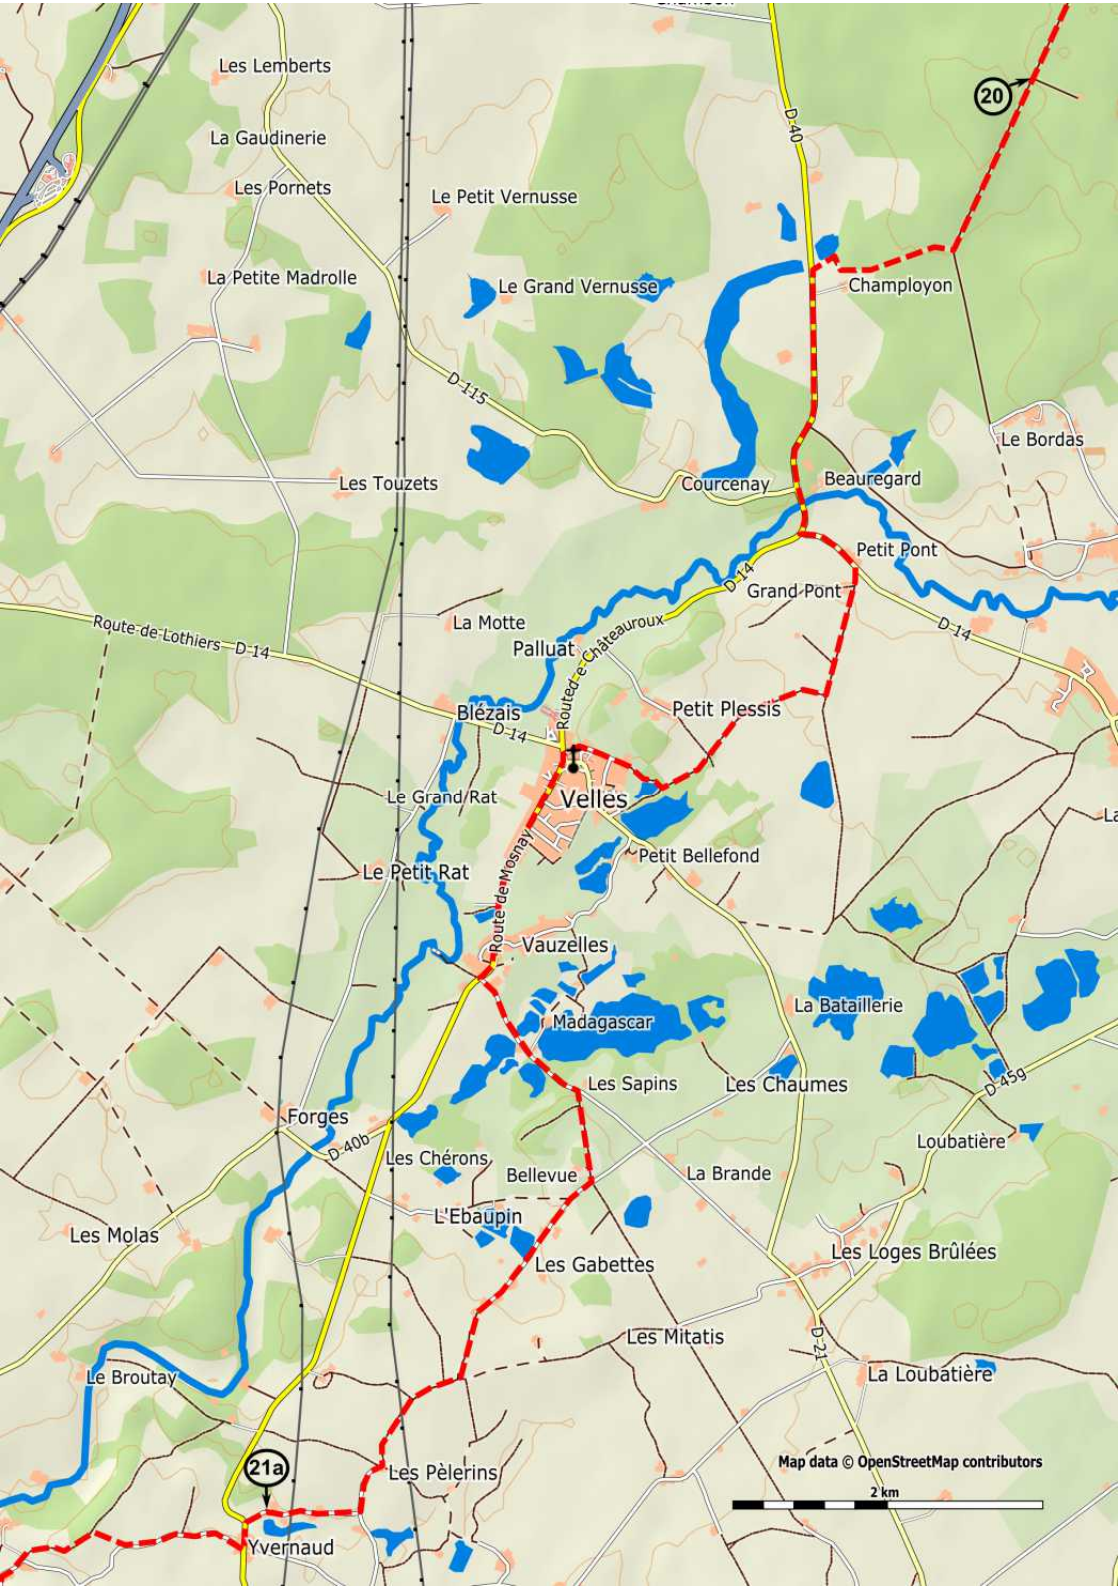 Les Lemberts
20
D 40
La Gaudinerie
Les Pornets
Le Petit Vernusse
La Petite Madrolle
Le Grand Vernusse
Chamployon
D 115
Le Bordas
Les Touzets
Courcenay
Beauregard
Petit Pont
D 14
Grand Pont
La Motte
Route de Lothiers
D 14
D 14
Palluat
Routed e Châteauroux
Blézais
Petit Plessis
D 14
Le Grand Rat
Velles
La
Petit Bellefond
Le Petit Rat
Route de Mosnay
Vauzelles
La Bataillerie
Madagascar
Les Sapins
Les Chaumes
D 45g
Forges
D 40b
Loubatière
Les Chérons
Bellevue
La Brande
L'Ebaupin
Les Molas
Les Loges Brûlées
Les Gabettes
Les Mitatis
D 21
Le Broutay
La Loubatière
21a
Les Pèlerins
Map data © OpenStreetMap contributors
2 km
Yvernaud